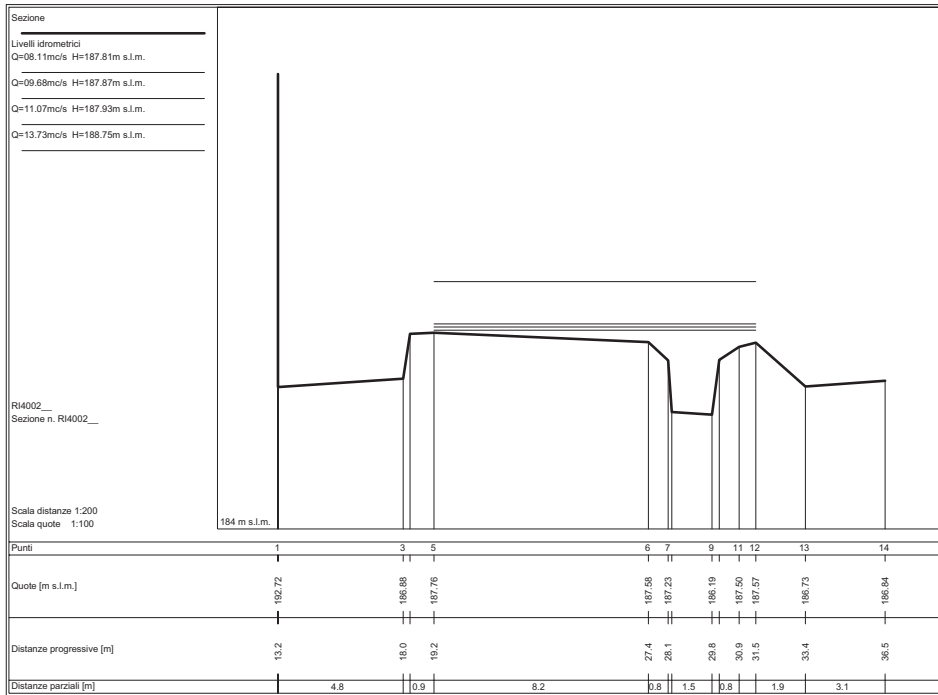 Sezione
Livelli idrometrici
Q=08.11mc/s H=187.81m s.l.m.
Q=09.68mc/s H=187.87m s.l.m.
Q=11.07mc/s H=187.93m s.l.m.
Q=13.73mc/s H=188.75m s.l.m.
RI4002__
Sezione n. RI4002__
Scala distanze 1:200
Scala quote 1:100
184 m s.l.m.
Punti 1 3 5 6 7 9 11 12 13 14
Quote [m s.l.m.] 192.72 186.88 187.76 187.58 187.23 186.19 187.50 187.57 186.73 186.84
Distanze progressive [m] 13.2 18.0 19.2 27.4 28.1 29.8 30.9 31.5 33.4 36.5
Distanze parziali [m] 4.8 0.9 8.2 0.8 1.5 0.8 1.9 3.1